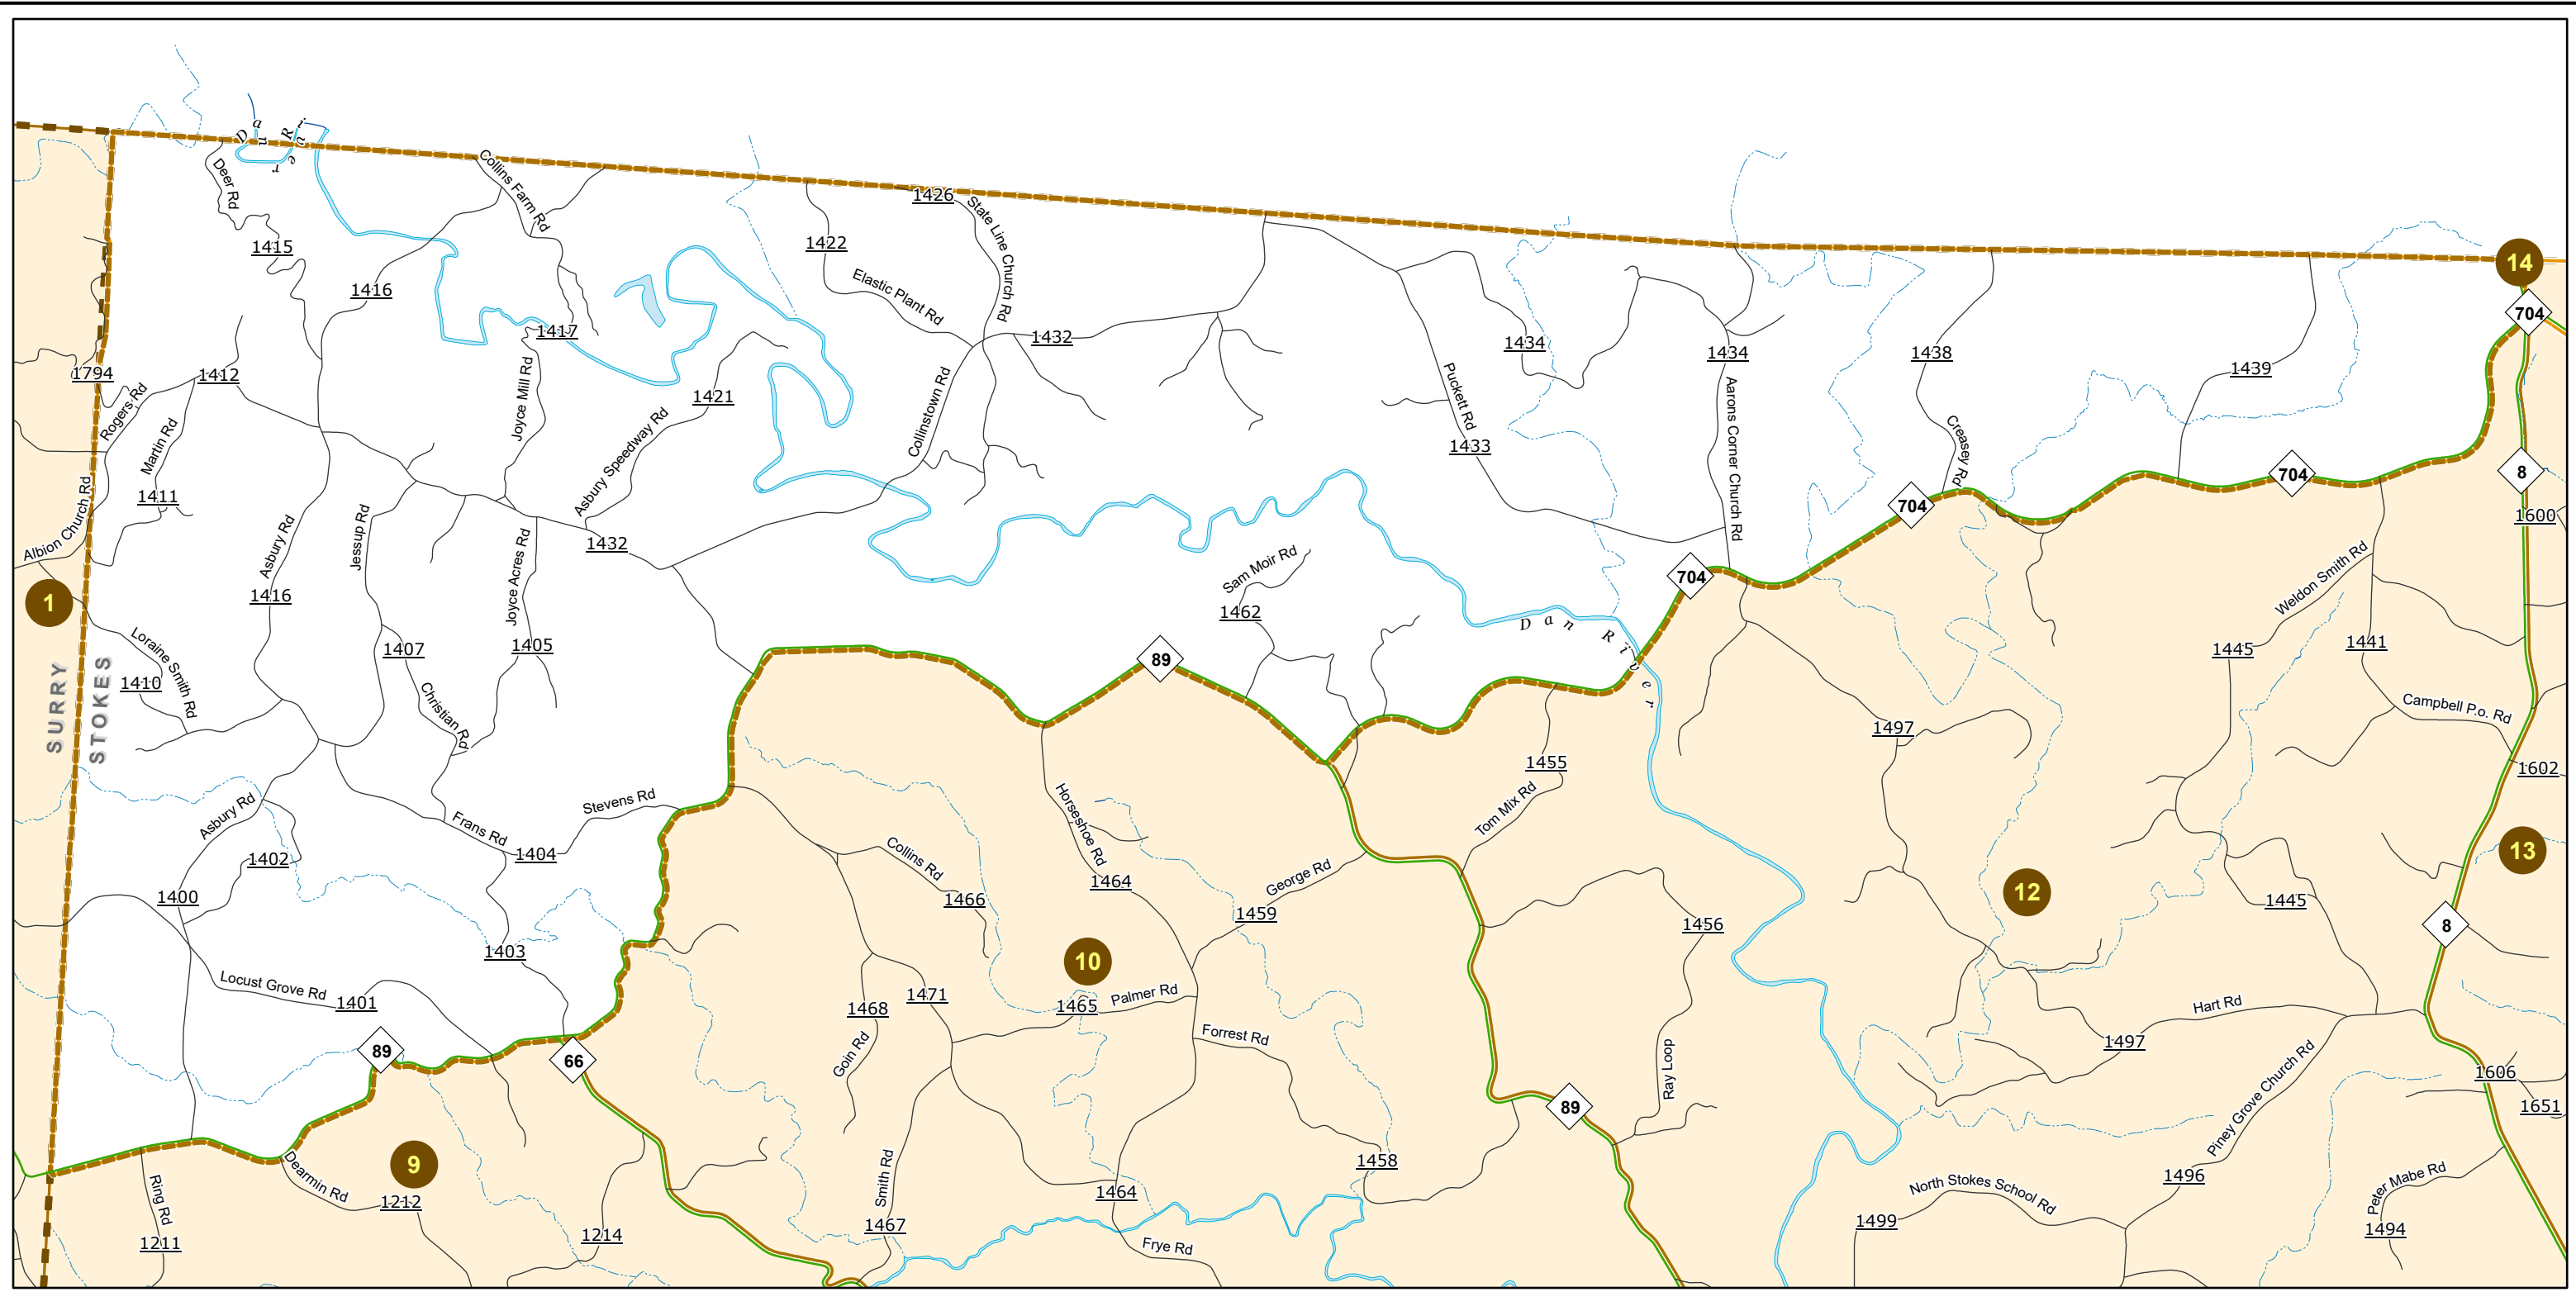 Dan River
Deer Rd
Collins Farm Rd
1426
State Line Church Rd
1415
1422
14
1416
Elastic Plant Rd
704
1417
1432
1434
1434
1438
1439
1794
1412
Rogers Rd
Joyce Mill Rd
1421
Collinstown Rd
Puckett Rd
Aarons Corner Church Rd
Martin Rd
Asbury Speedway Rd
1433
Creasey Rd
704
8
1411
704
1600
Albion Church Rd
Asbury Rd
Jessup Rd
Joyce Acres Rd
1432
Sam Moir Rd
704
Weldon Smith Rd
1
1416
1462
Dan River
Loraine Smith Rd
1407
1405
89
1445
1441
SURRY
STOKES
1410
Christian Rd
Campbell P.o. Rd
1497
1455
1602
Asbury Rd
Frans Rd
Stevens Rd
Horseshoe Rd
Tom Mix Rd
1402
1404
Collins Rd
1464
George Rd
13
12
1400
1466
1459
1456
1445
8
1403
10
Locust Grove Rd
1401
1468
1471
1465
Palmer Rd
Hart Rd
89
66
Goin Rd
Forrest Rd
Ray Loop
1497
Piney Grove Church Rd
1606
89
1651
9
Dearmin Rd
Smith Rd
1458
1496
Peter Mabe Rd
Ring Rd
1212
1464
North Stokes School Rd
1211
1214
1467
Frye Rd
1499
1494